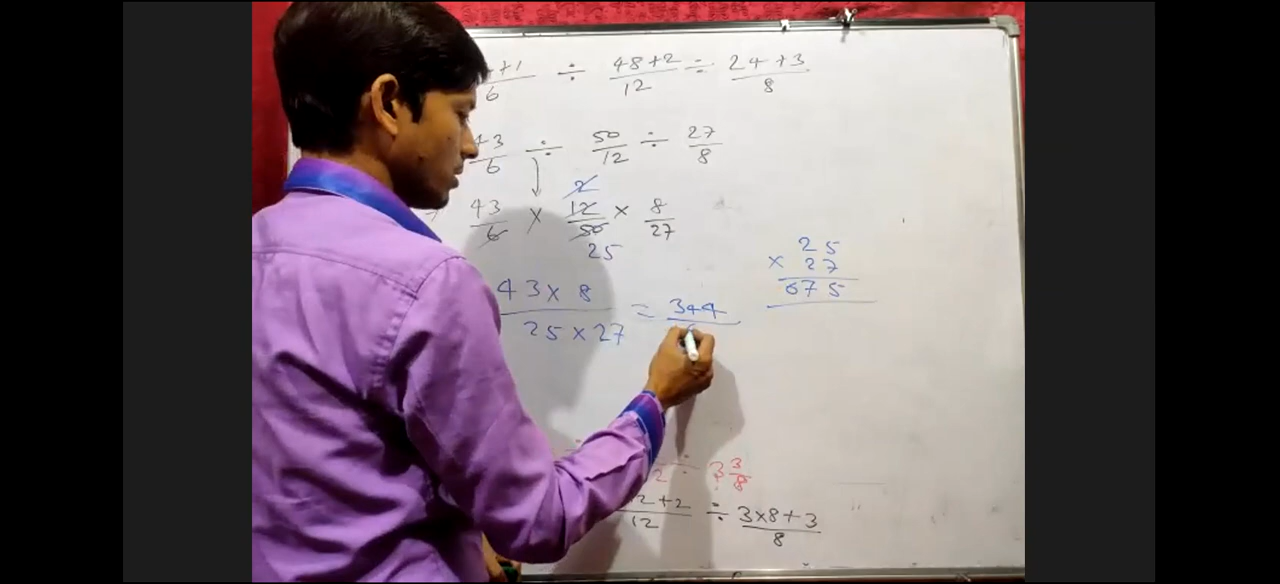 +1/6 ÷ 48+2/12 ÷ 24+3/8
43/6 ÷ 50/12 ÷ 27/8
2
43/6 × 12/50 × 8/27
25
25
× 27
675
43×8/25×27 = 344/6
2 ÷ 3 3/8
2+2/12 ÷ 3×8+3/8